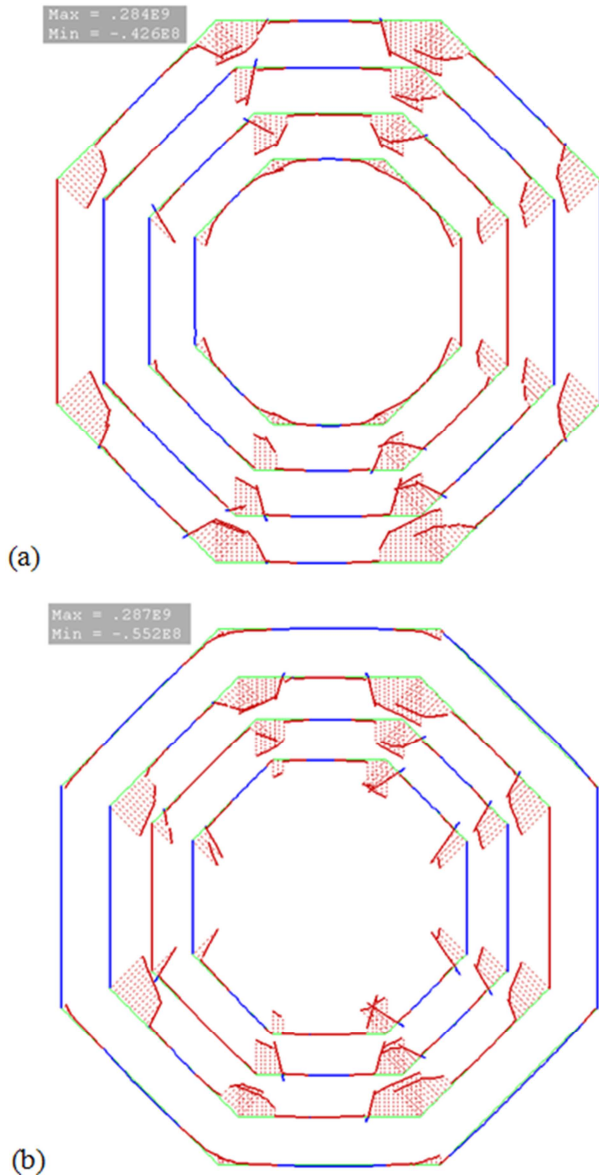 Max = .284E9
Min = -.426E8
(a)
Max = .287E9
Min = -.552E8
(b)